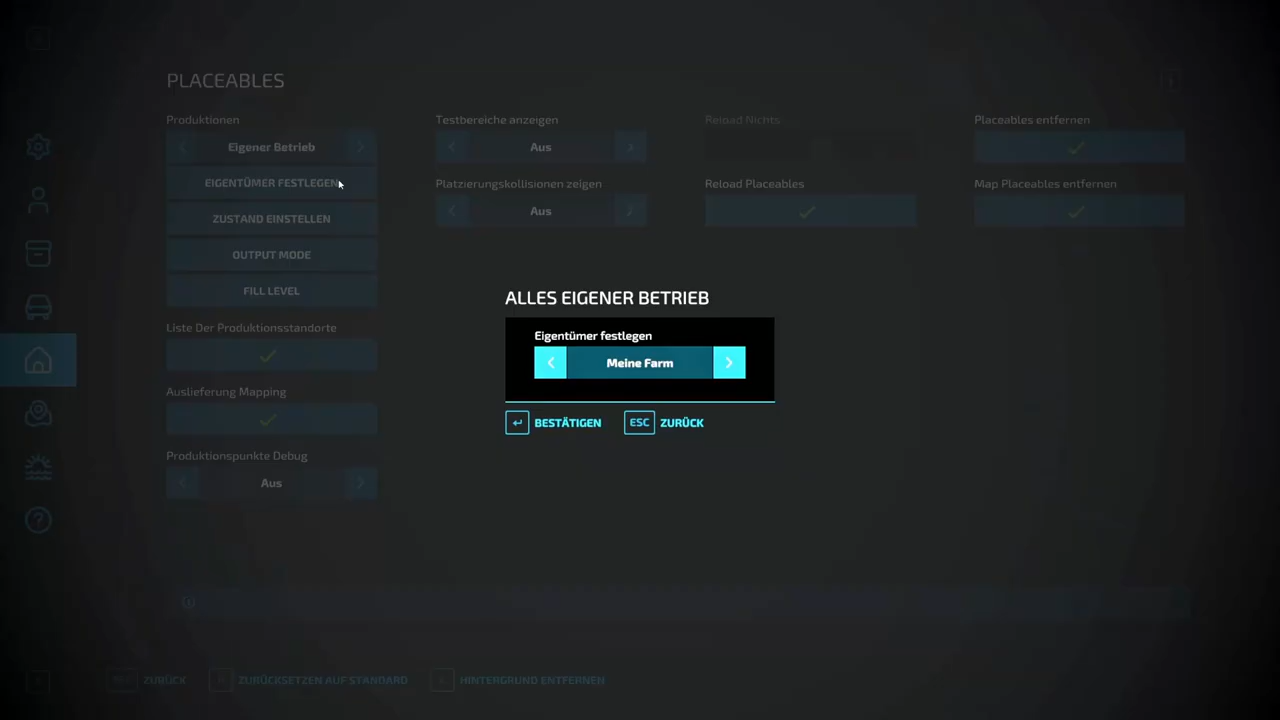 PLACEABLES
Produktionen
Eigener Betrieb
EIGENTÜMER FESTLEGEN
ZUSTAND EINSTELLEN
OUTPUT MODE
FILL LEVEL
Liste Der Produktionsstandorte
Auslieferung Mapping
Produktionspunkte Debug
Aus
Testbereiche anzeigen
Aus
Platzierungskollisionen zeigen
Aus
Reload Nichts
Reload Placeables
Placeables entfernen
Map Placeables entfernen
ALLES EIGENER BETRIEB
Eigentümer festlegen
Meine Farm
BESTÄTIGEN
ESC ZURÜCK
ZURÜCK
ZURÜCKSETZEN AUF STANDARD
HINTERGRUND ENTFERNEN